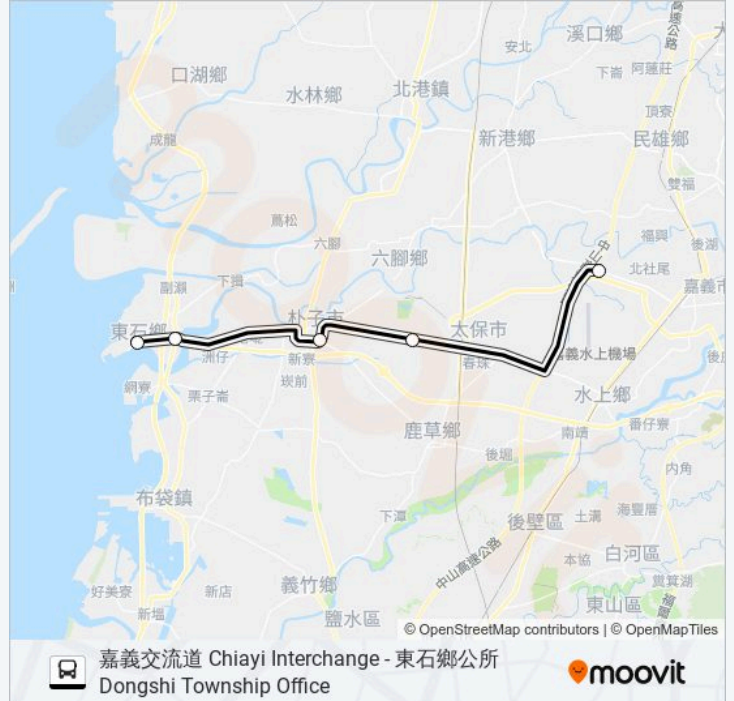 溪口鄉
安北
口湖鄉
下崙
阿蓮莊
水林鄉
北港鎮
頂寮
成龍
新港鄉
民雄鄉
雙福
蔦松
福興
六腳
後湖
六腳鄉
北社尾
下揖
副瀨
嘉義市
朴子市
東石鄉
太保市
洲仔
新寮
春珠
嘉義水上機場
網寮
栗子崙
崁前
水上鄉
鹿草鄉
番仔寮
南靖
後堀
内角
布袋鎮
下潭
後壁區
土溝
海豐厝
本協
白河區
中山高速公路
好美寮
新店
義竹鄉
東山區
新塭
鹽水區
© OpenStreetMap contributors | © OpenMapTiles
嘉義交流道 Chiayi Interchange - 東石鄉公所
Dongshi Township Office
moovit